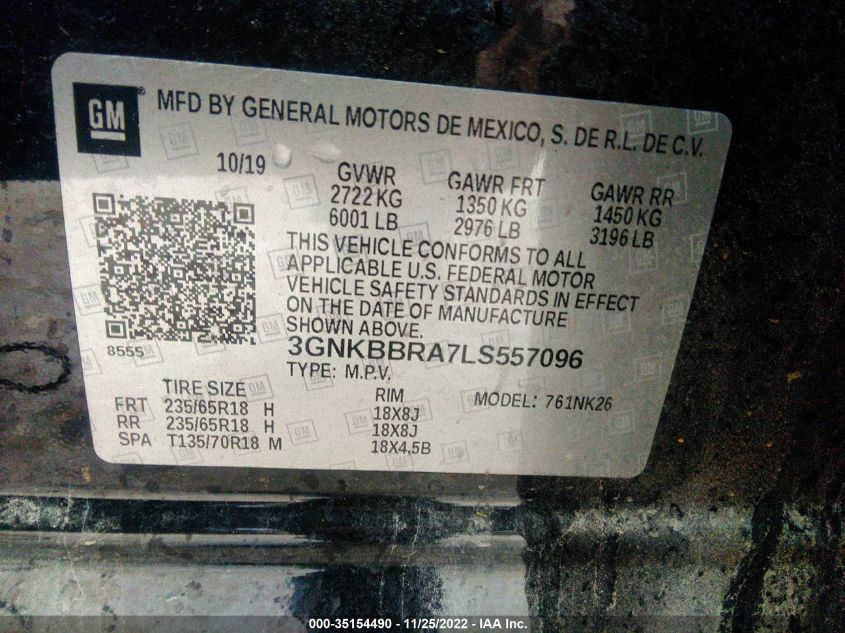 GM MFD BY GENERAL MOTORS DE MEXICO, S. DE R.L. DE C.V.
10/19 GVWR GAWR FRT GAWR RR
2722 KG 1350 KG 1450 KG
6001 LB 2976 LB 3196 LB
THIS VEHICLE CONFORMS TO ALL
APPLICABLE U.S. FEDERAL MOTOR
VEHICLE SAFETY STANDARDS IN EFFECT
ON THE DATE OF MANUFACTURE
SHOWN ABOVE.
8555 3GNKBBRA7LS557096
TYPE: M.P.V.
TIRE SIZE RIM MODEL: 761NK26
FRT 235/65R18 H 18X8J
RR 235/65R18 H 18X8J
SPA T135/70R18 M 18X4,5B
000-35154490 - 11/25/2022 - IAA Inc.